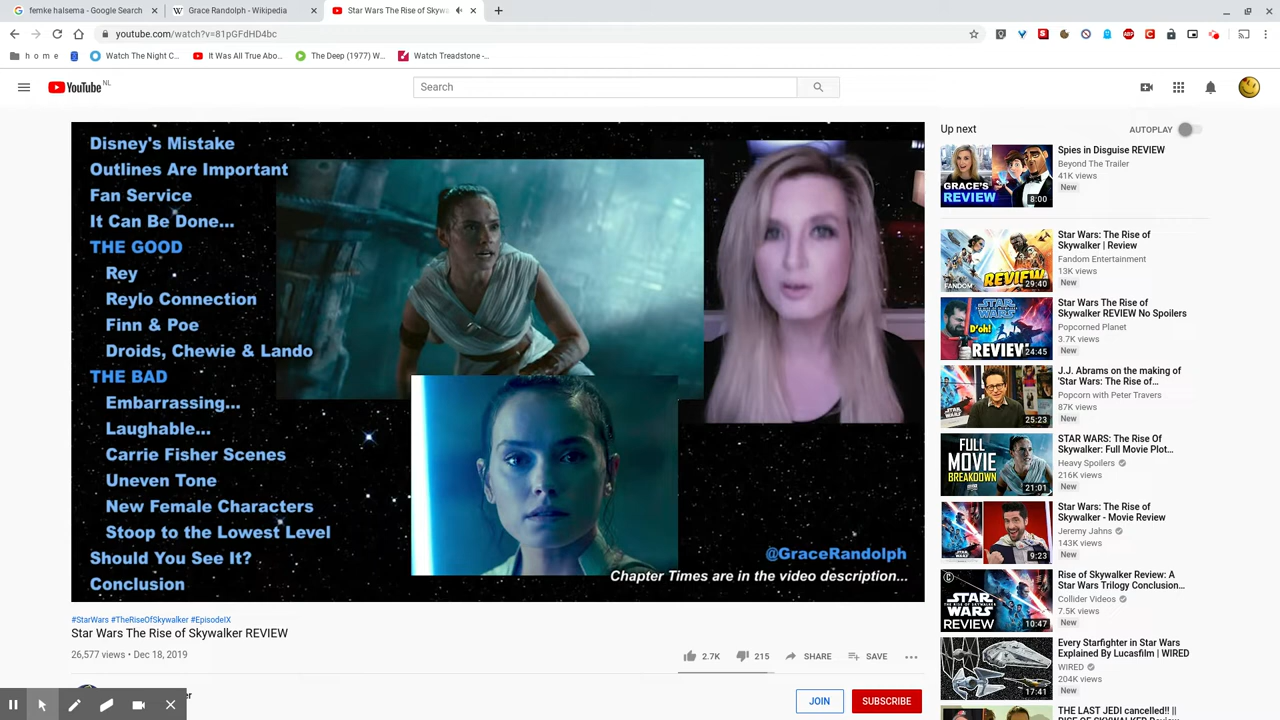 femke halsema - Google Search
Grace Randolph - Wikipedia
Star Wars The Rise of Skyw
youtube.com/watch?v=81pGFdHD4bc
h o m e
Watch The Night C...
It Was All True Abo...
The Deep (1977) W...
Watch Treadstone -...
YouTube NL
Search
Disney's Mistake
Outlines Are Important
Fan Service
It Can Be Done...
THE GOOD
Rey
Reylo Connection
Finn & Poe
Droids, Chewie & Lando
THE BAD
Embarrassing...
Laughable...
Carrie Fisher Scenes
Uneven Tone
New Female Characters
Stoop to the Lowest Level
Should You See It?
Conclusion
@GraceRandolph
Chapter Times are in the video description...
#StarWars #TheRiseOfSkywalker #EpisodeIX
Star Wars The Rise of Skywalker REVIEW
26,577 views • Dec 18, 2019
2.7K
215
SHARE
SAVE
JOIN
SUBSCRIBE
Up next
AUTOPLAY
GRACE'S
REVIEW
8:00
Spies in Disguise REVIEW
Beyond The Trailer
41K views
New
FANDOM
REVIEW
29:40
Star Wars: The Rise of
Skywalker | Review
Fandom Entertainment
13K views
New
STAR WARS
D'oh!
REVIEW
24:45
Star Wars The Rise of
Skywalker REVIEW No Spoilers
Popcorned Planet
3.7K views
New
25:23
J.J. Abrams on the making of
'Star Wars: The Rise of...
Popcorn with Peter Travers
87K views
New
FULL
MOVIE
BREAKDOWN
21:01
STAR WARS: The Rise Of
Skywalker: Full Movie Plot...
Heavy Spoilers
216K views
New
9:23
Star Wars: The Rise of
Skywalker - Movie Review
Jeremy Jahns
143K views
New
STAR
WARS
REVIEW
10:47
Rise of Skywalker Review: A
Star Wars Trilogy Conclusion...
Collider Videos
7.5K views
New
17:41
Every Starfighter in Star Wars
Explained By Lucasfilm | WIRED
WIRED
204K views
New
THE LAST JEDI cancelled!! ||